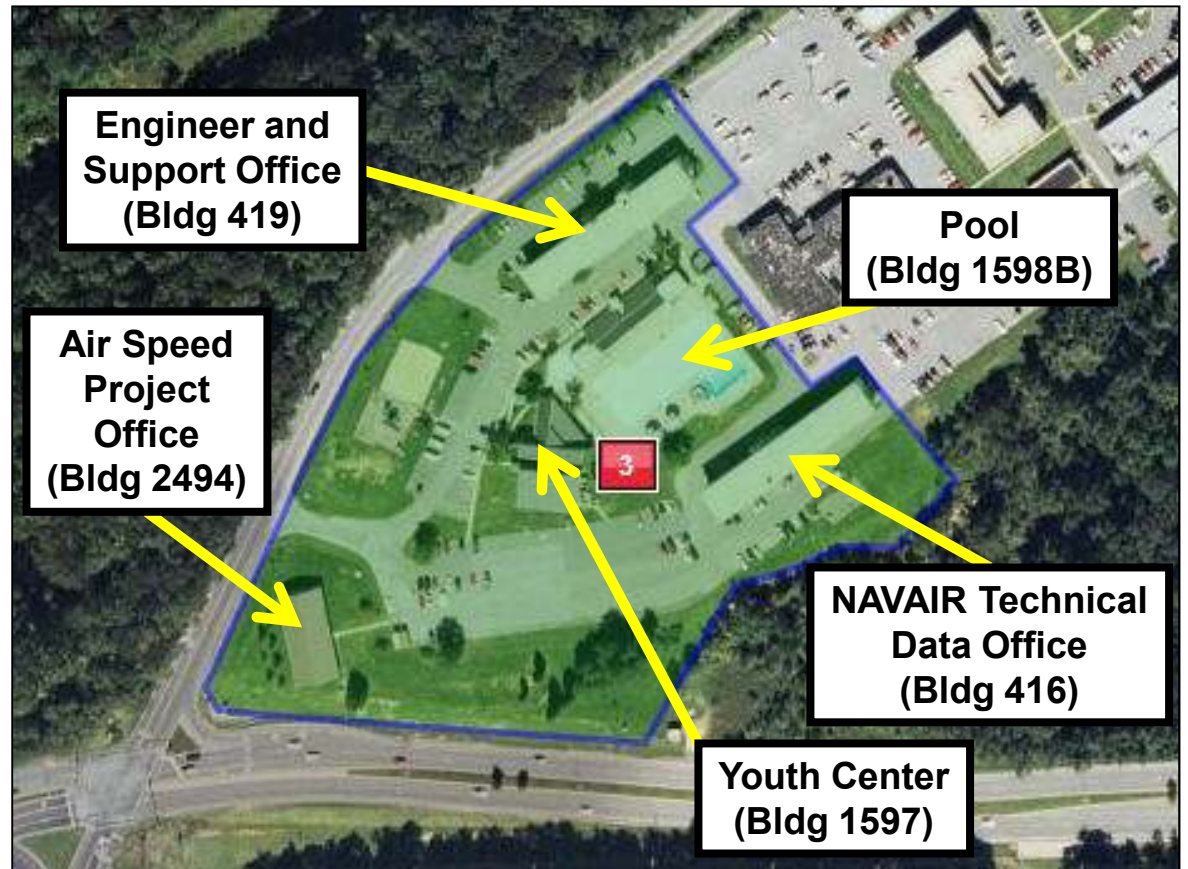 Engineer and
Support Office
(Bldg 419)
Pool
(Bldg 1598B)
Air Speed
Project
Office
(Bldg 2494)
3
NAVAIR Technical
Data Office
(Bldg 416)
Youth Center
(Bldg 1597)